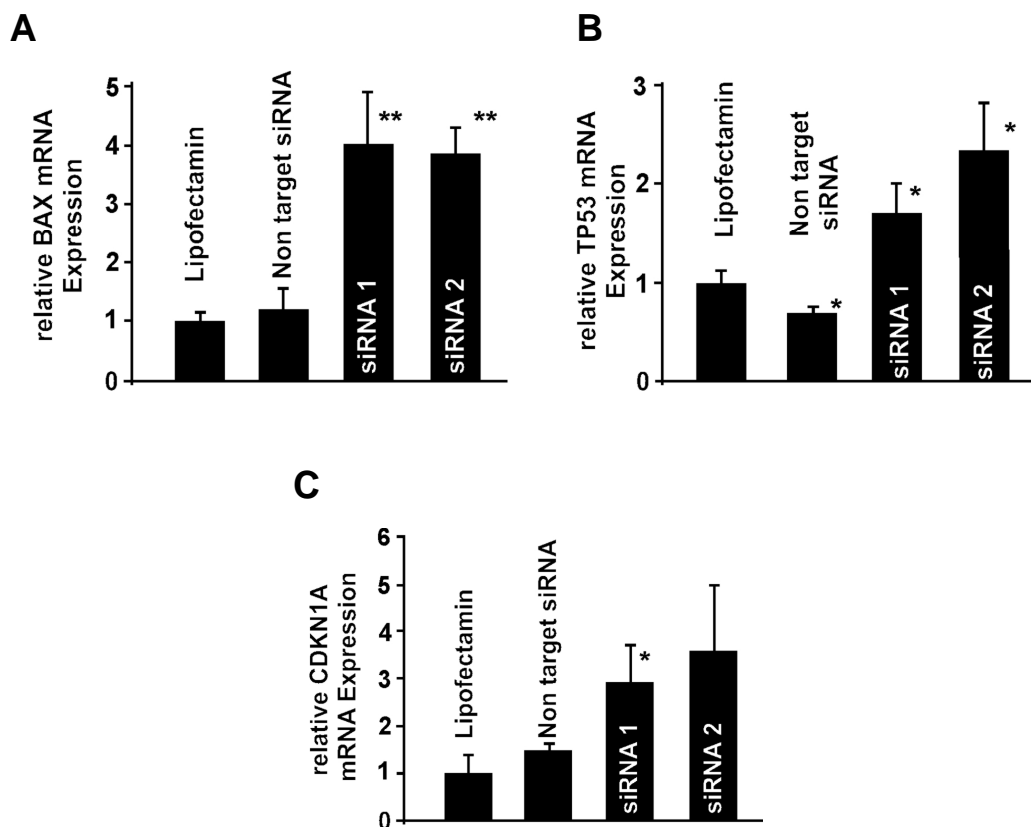 A
relative BAX mRNA
Expression
5
4
3
2
1
0
Lipofectamin
Non target siRNA
siRNA 1
**
siRNA 2
**
B
relative TP53 mRNA
Expression
3
2
1
0
Lipofectamin
Non target
siRNA
*
siRNA 1
*
siRNA 2
*
C
relative CDKN1A
mRNA Expression
6
5
4
3
2
1
0
Lipofectamin
Non target siRNA
siRNA 1
*
siRNA 2